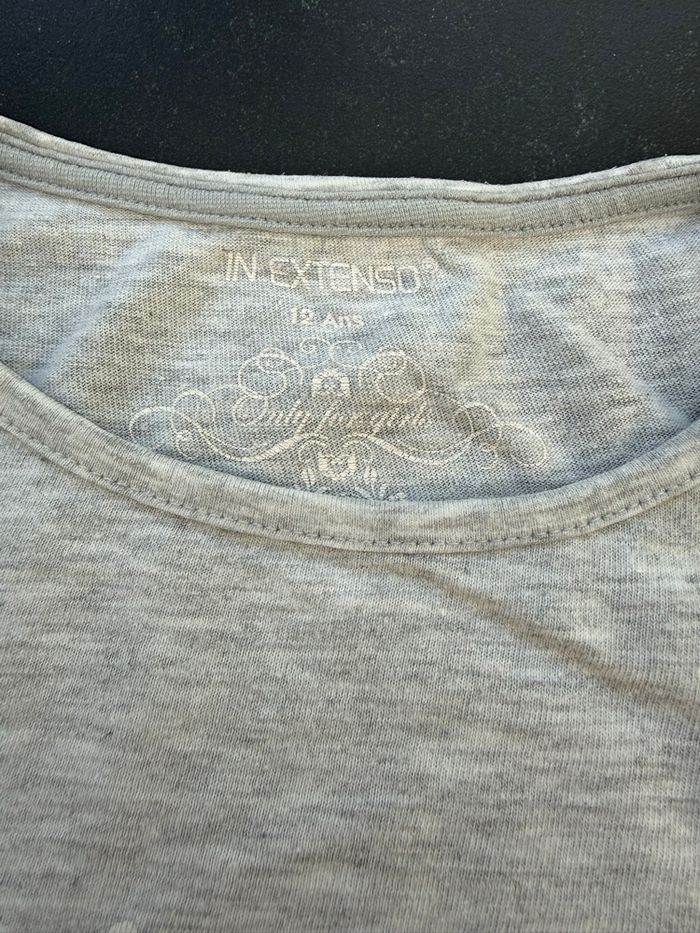 IN EXTENSO®
12 Ans
Only for girls